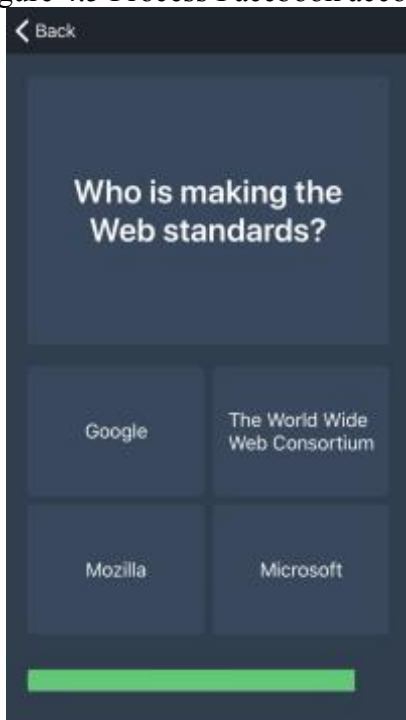 Back
Who is making the
Web standards?
Google
The World Wide
Web Consortium
Mozilla
Microsoft